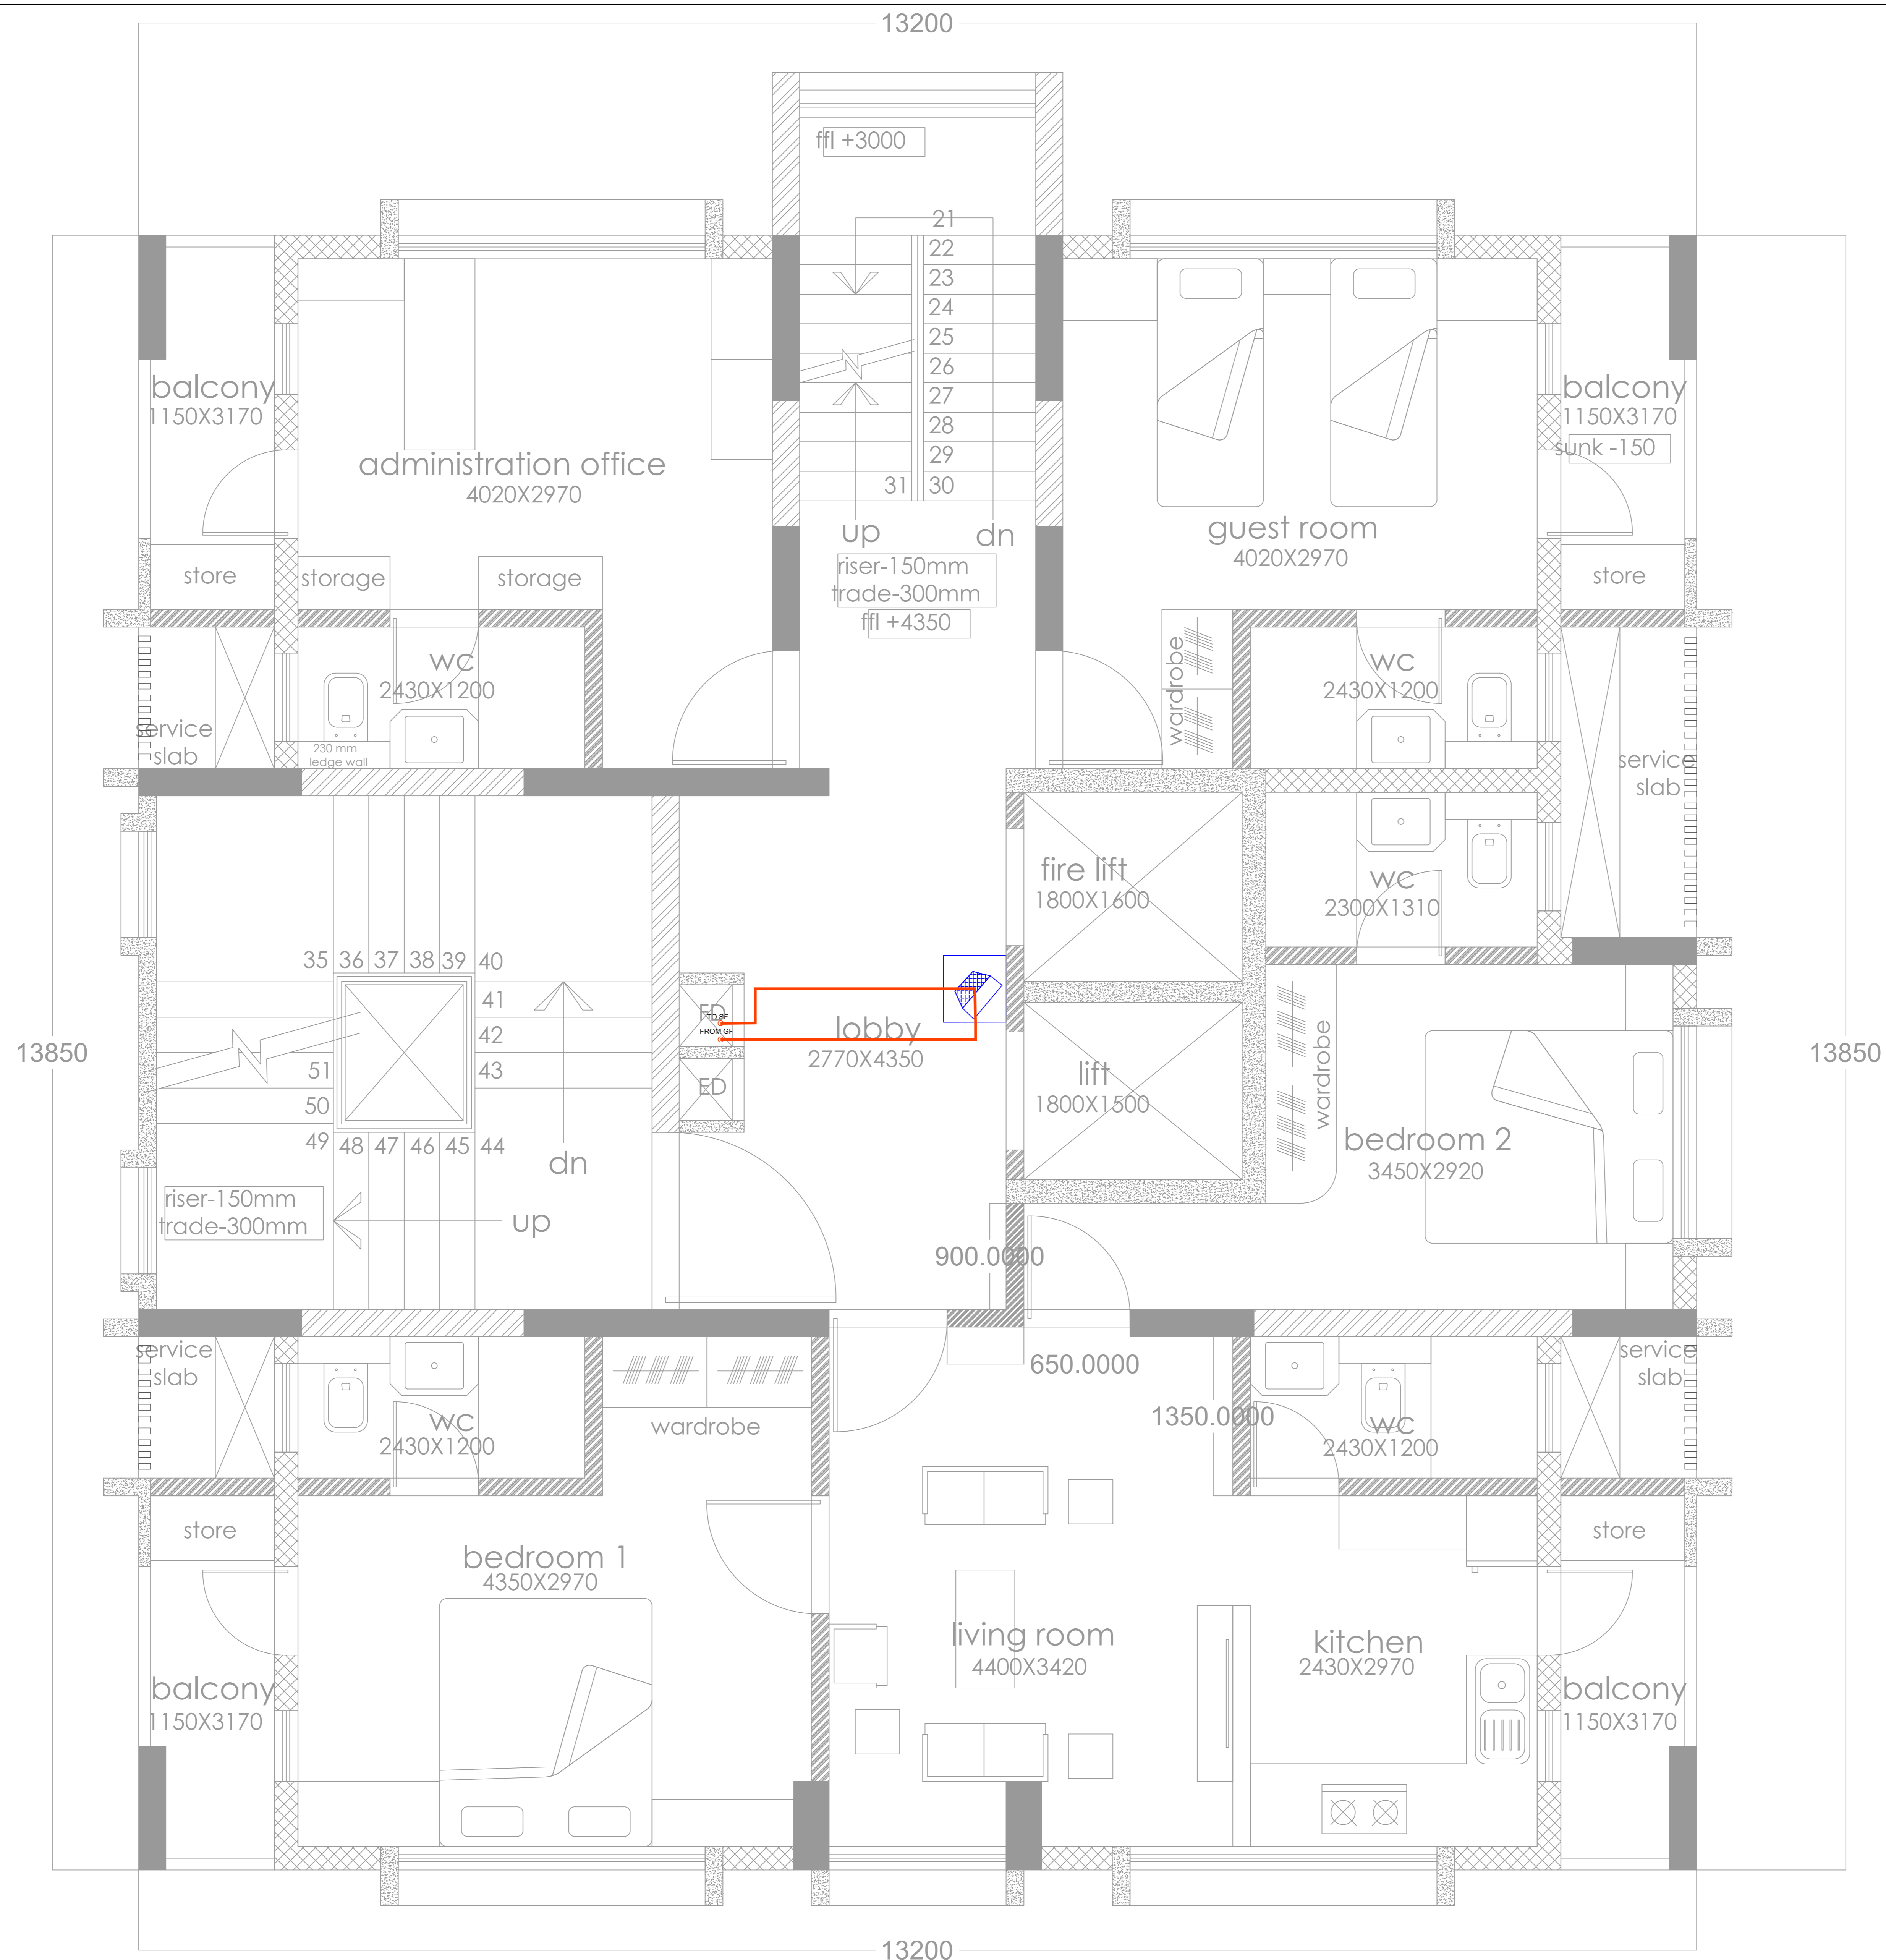 13200
ffl +3000
21
22
23
24
25
26
27
28
29
31 30
up
dn
riser-150mm
trade-300mm
ffl +4350
balcony
1150X3170
administration office
4020X2970
guest room
4020X2970
balcony
1150X3170
sunk -150
store
storage
storage
store
wc
2430X1200
wardrobe
wc
2430X1200
service
slab
230 mm
ledge wall
service
slab
fire lift
1800X1600
wc
2300X1310
35 36 37 38 39 40
41
42
43
51
50
49 48 47 46 45 44
FD
TO SF
FROM GF
ED
lobby
2770X4350
lift
1800X1500
wardrobe
bedroom 2
3450X2920
13850
13850
dn
riser-150mm
trade-300mm
up
900.0000
650.0000
1350.0000
service
slab
wc
2430X1200
wardrobe
wc
2430X1200
service
slab
store
bedroom 1
4350X2970
store
living room
4400X3420
kitchen
2430X2970
balcony
1150X3170
balcony
1150X3170
13200